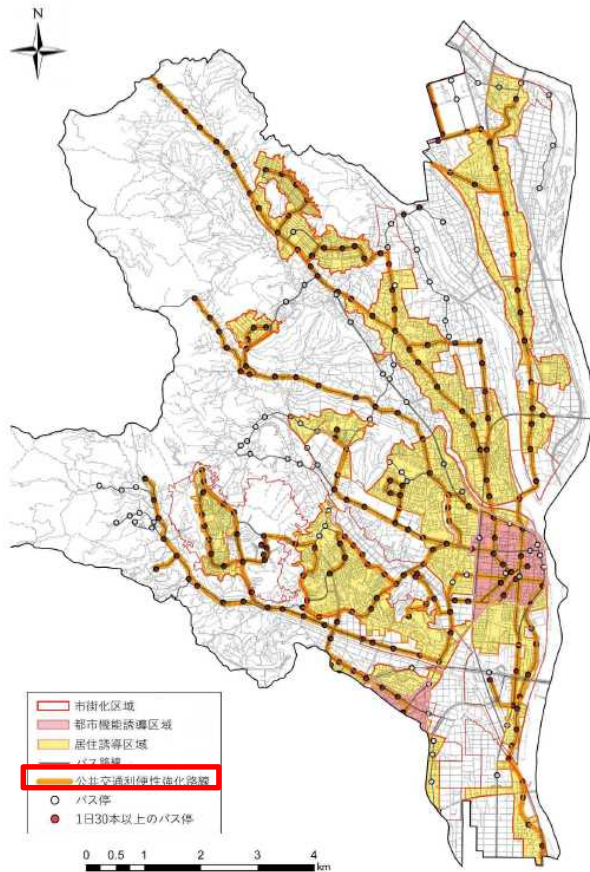 N
市街化区域
都市機能誘導区域
居住誘導区域
バス路線
公共交通利便性強化路線
バス停
1日30本以上のバス停
0 0.5 1 2 3 4
km